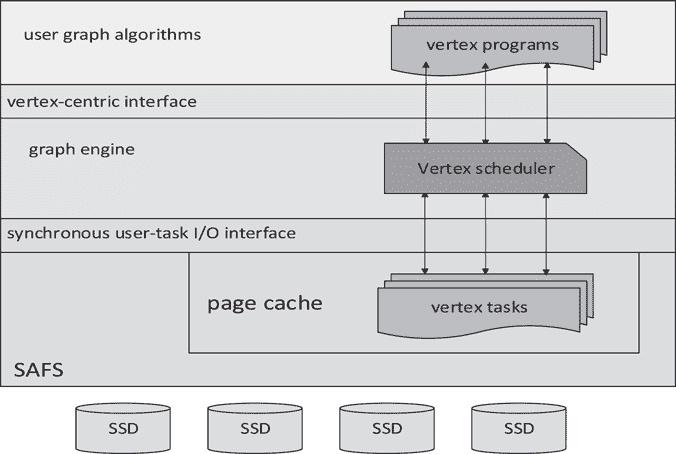 user graph algorithms
vertex programs
vertex-centric interface
graph engine
Vertex scheduler
synchronous user-task I/O interface
page cache
vertex tasks
SAFS
SSD
SSD
SSD
SSD